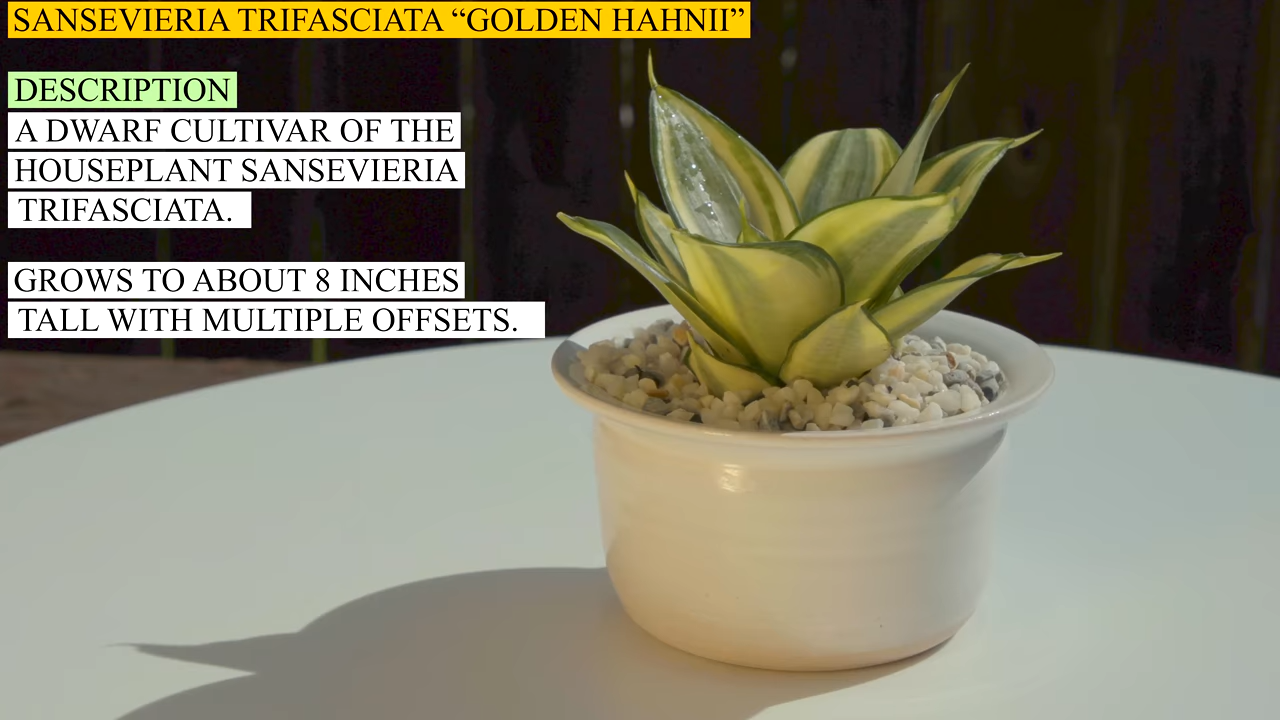 SANSEVIERIA TRIFASCIATA “GOLDEN HAHNII”
DESCRIPTION
A DWARF CULTIVAR OF THE
HOUSEPLANT SANSEVIERIA
TRIFASCIATA.
GROWS TO ABOUT 8 INCHES
TALL WITH MULTIPLE OFFSETS.